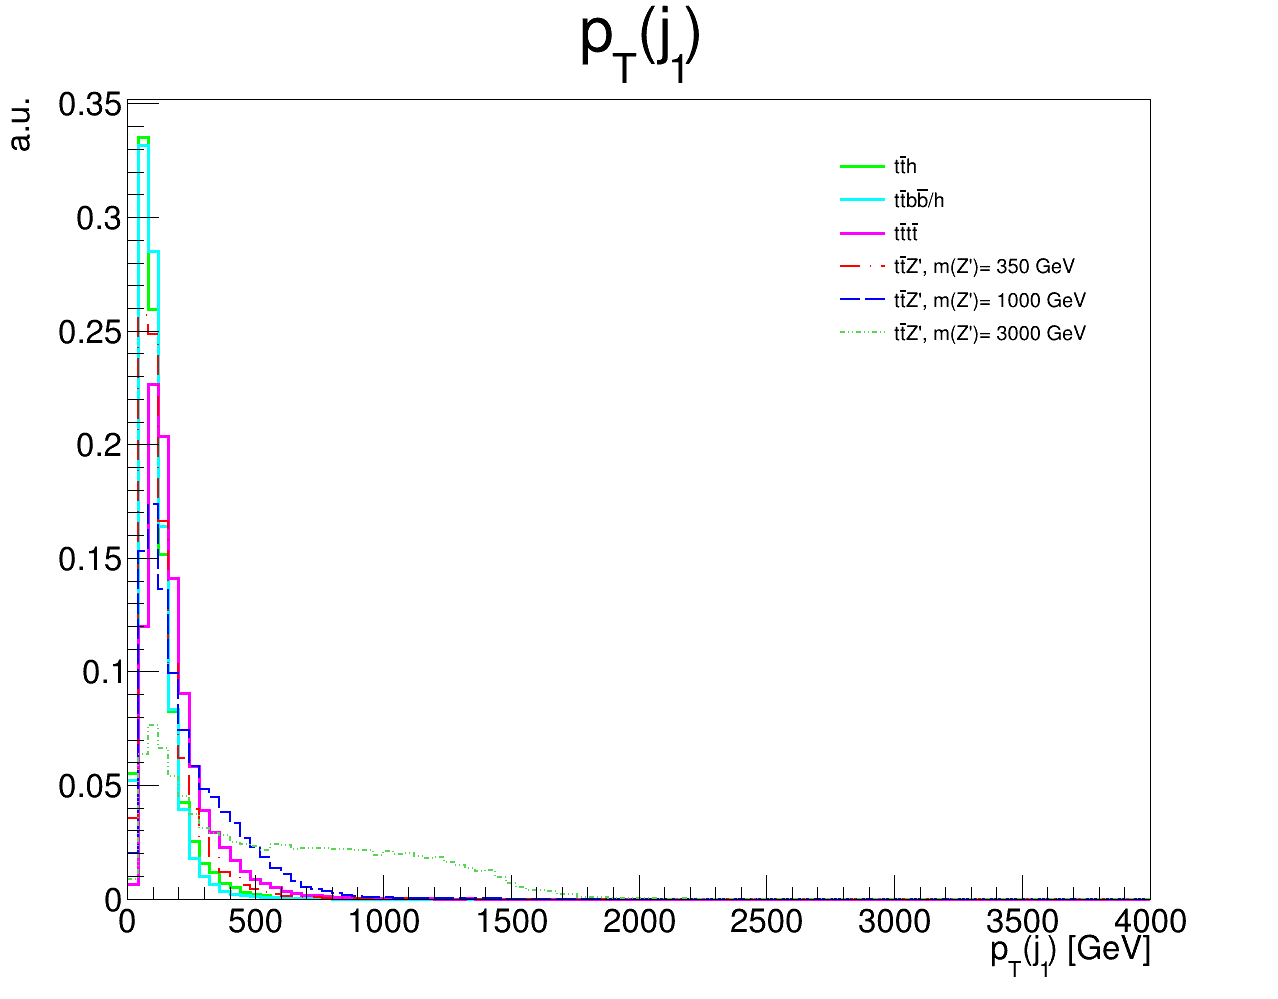 p_T(j_1)
a.u.
0.35
0.3
0.25
0.2
0.15
0.1
0.05
0
tt̄h
tt̄bb̄/h
tt̄tt̄
tt̄Z', m(Z')= 350 GeV
tt̄Z', m(Z')= 1000 GeV
tt̄Z', m(Z')= 3000 GeV
0 500 1000 1500 2000 2500 3000 3500 4000
p_T(j_1) [GeV]